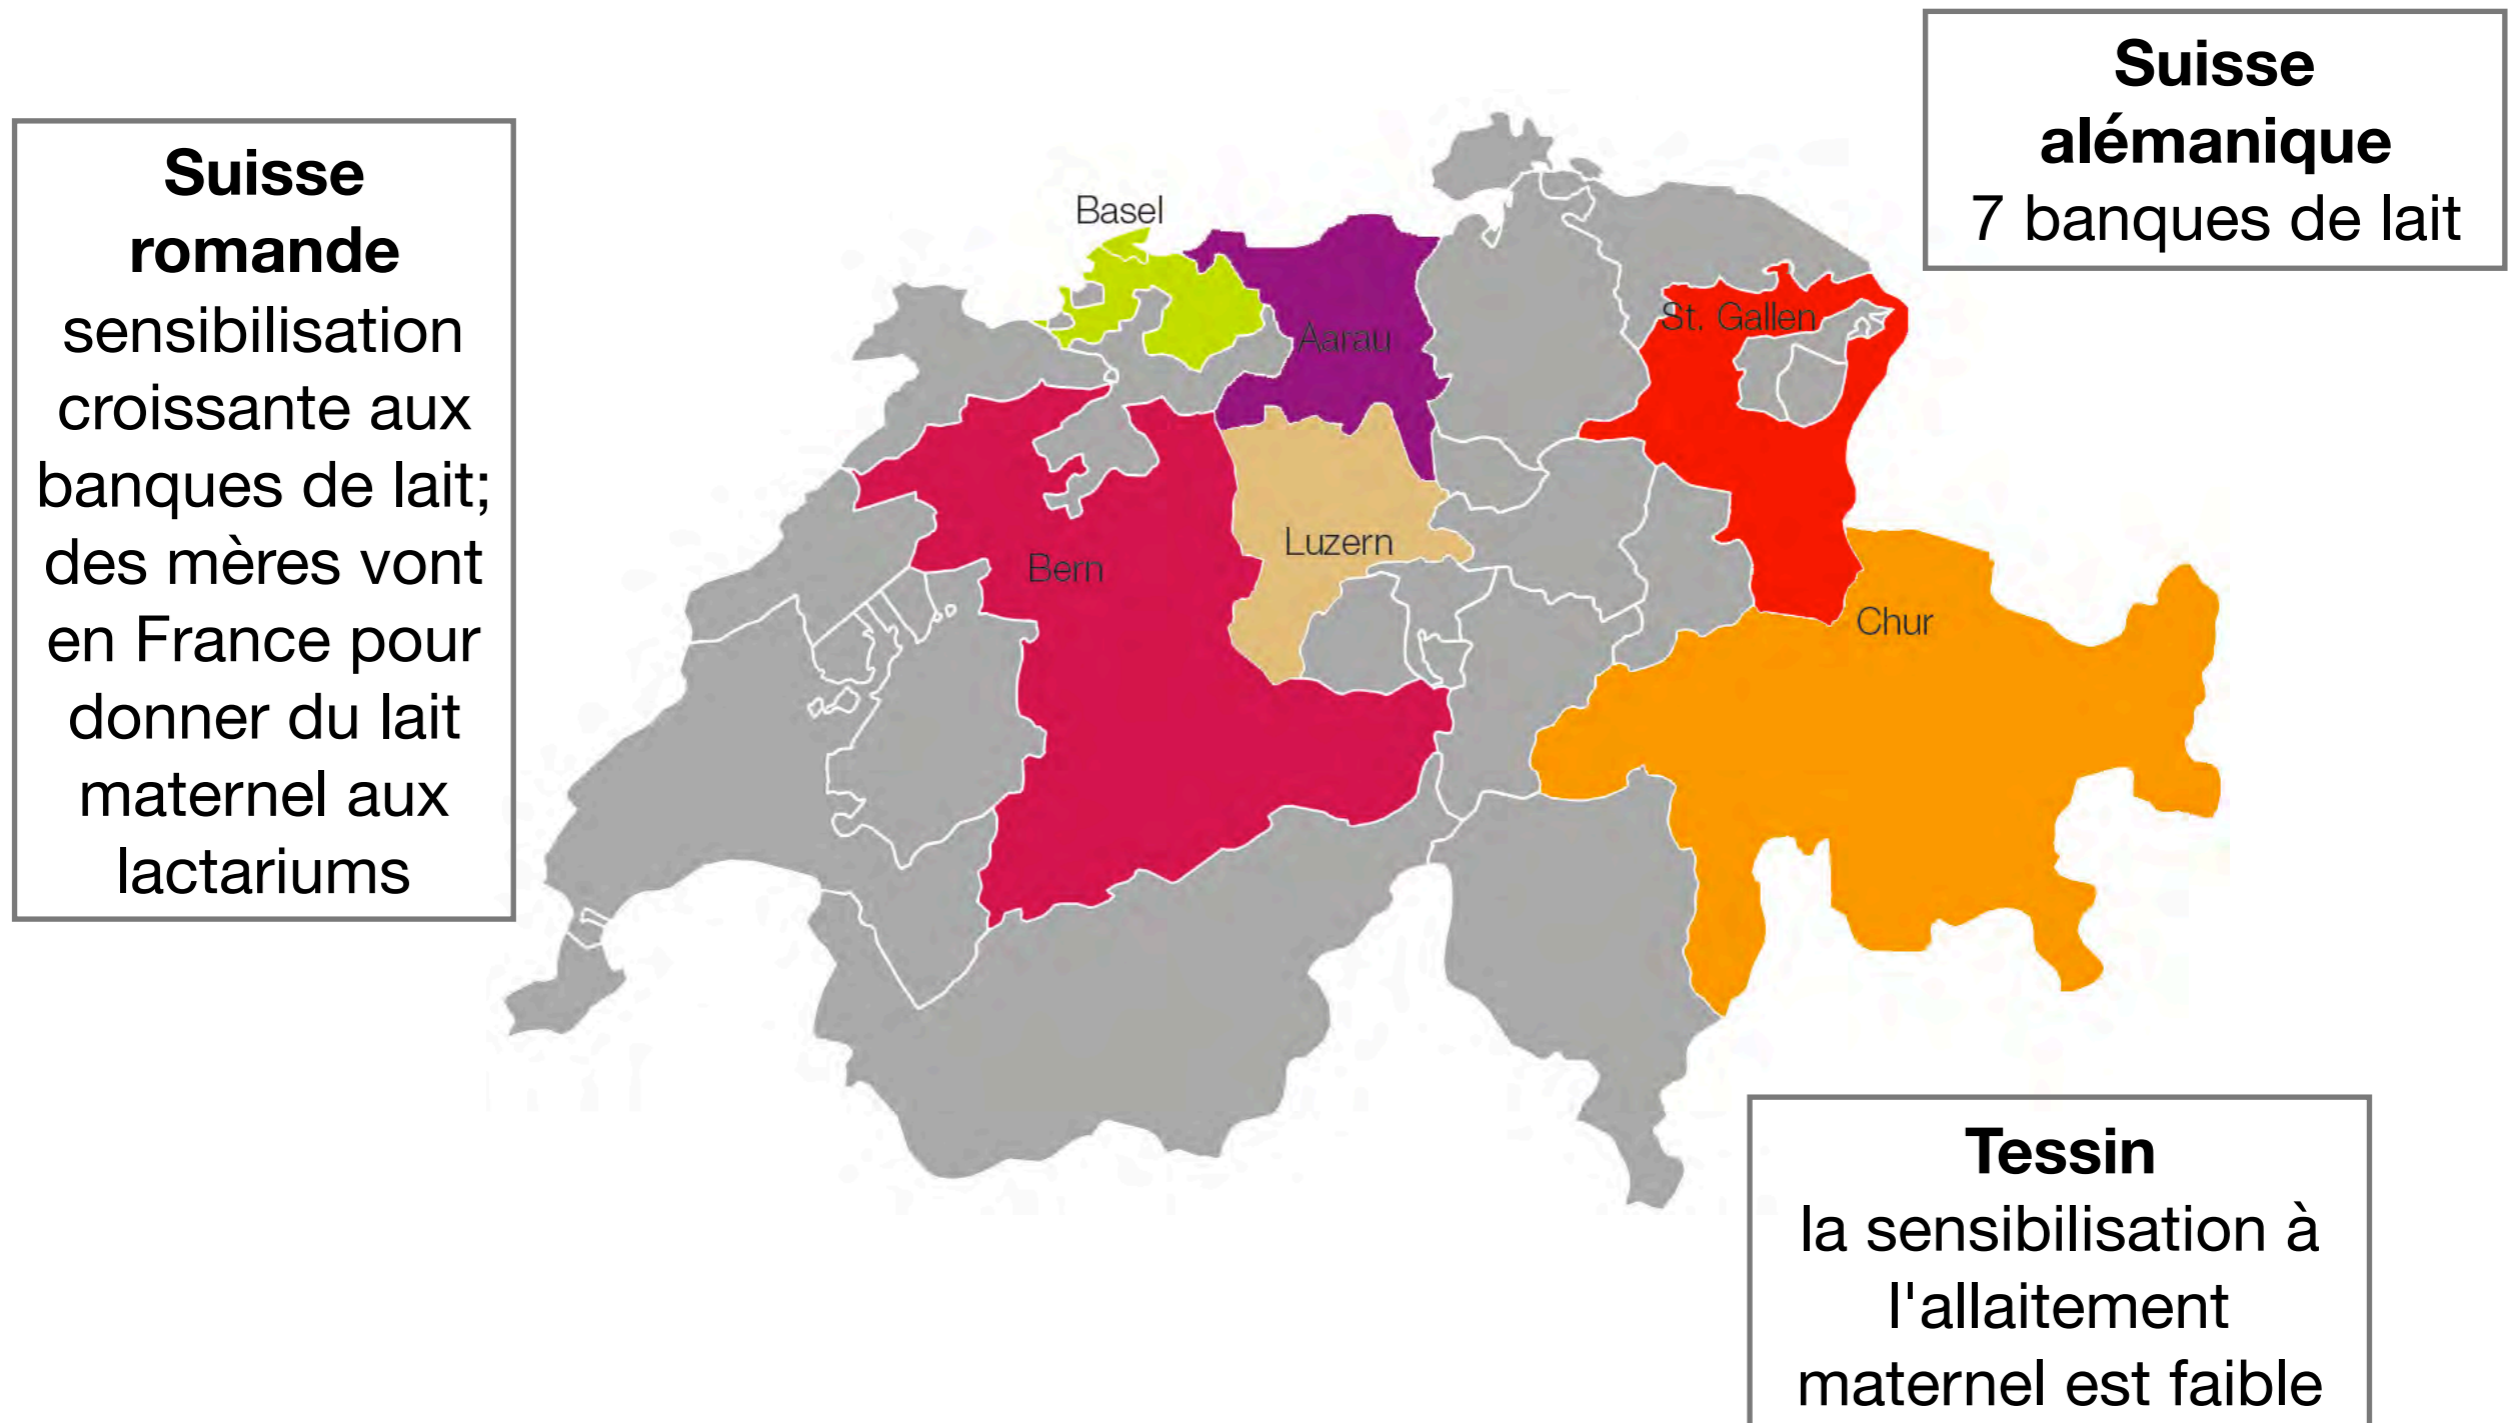 Suisse
romande
sensibilisation
croissante aux
banques de lait;
des mères vont
en France pour
donner du lait
maternel aux
lactariums
Suisse
alémanique
7 banques de lait
Basel
Aarau
St. Gallen
Luzern
Bern
Chur
Tessin
la sensibilisation à
l'allaitement
maternel est faible